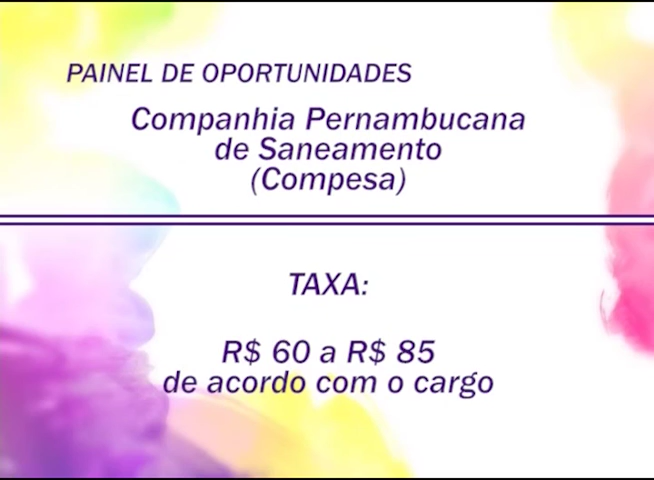 PAINEL DE OPORTUNIDADES
Companhia Pernambucana
de Saneamento
(Compesa)
TAXA:
R$ 60 a R$ 85
de acordo com o cargo